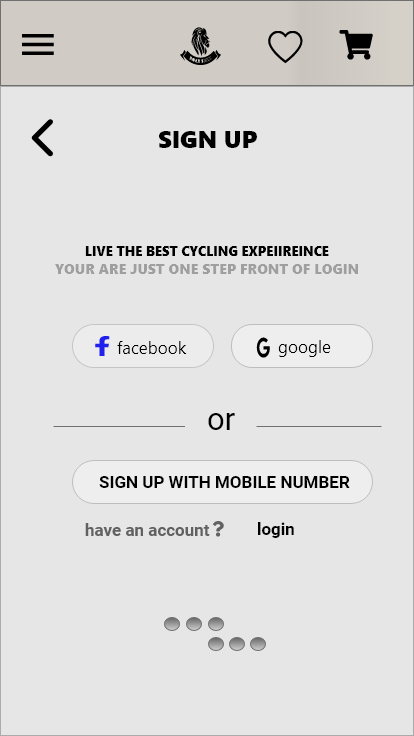 SIGN UP
LIVE THE BEST CYCLING EXPEIIREINCE
YOUR ARE JUST ONE STEP FRONT OF LOGIN
facebook
google
or
SIGN UP WITH MOBILE NUMBER
have an account ?
login